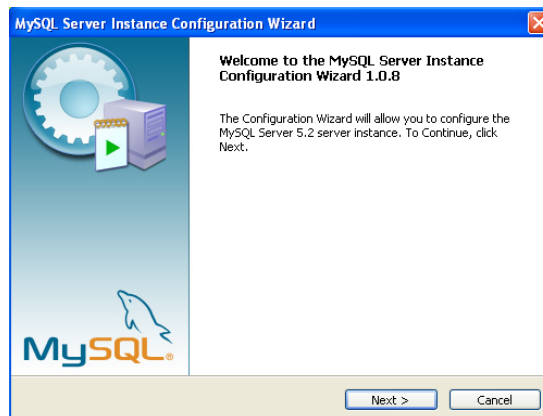 MySQL Server Instance Configuration Wizard
Welcome to the MySQL Server Instance
Configuration Wizard 1.0.8
The Configuration Wizard will allow you to configure the
MySQL Server 5.2 server instance. To Continue, click
Next.
MySQL®
Next >
Cancel